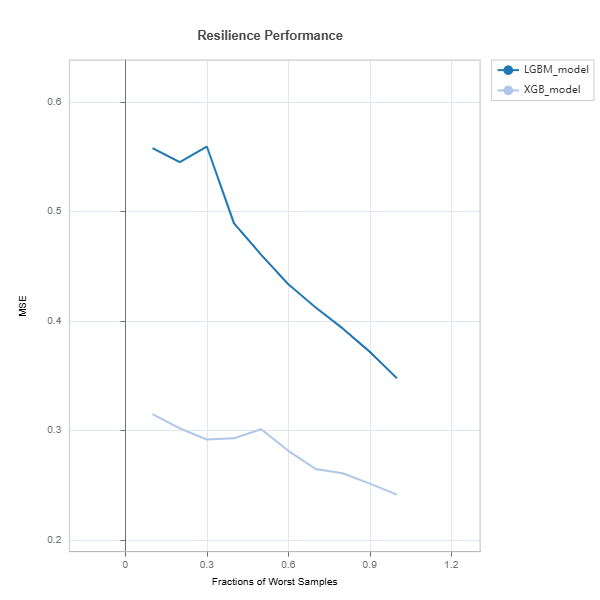 Resilience Performance
LGBM_model
XGB_model
0.6
0.5
0.4
0.3
0.2
MSE
0
0.3
0.6
0.9
1.2
Fractions of Worst Samples